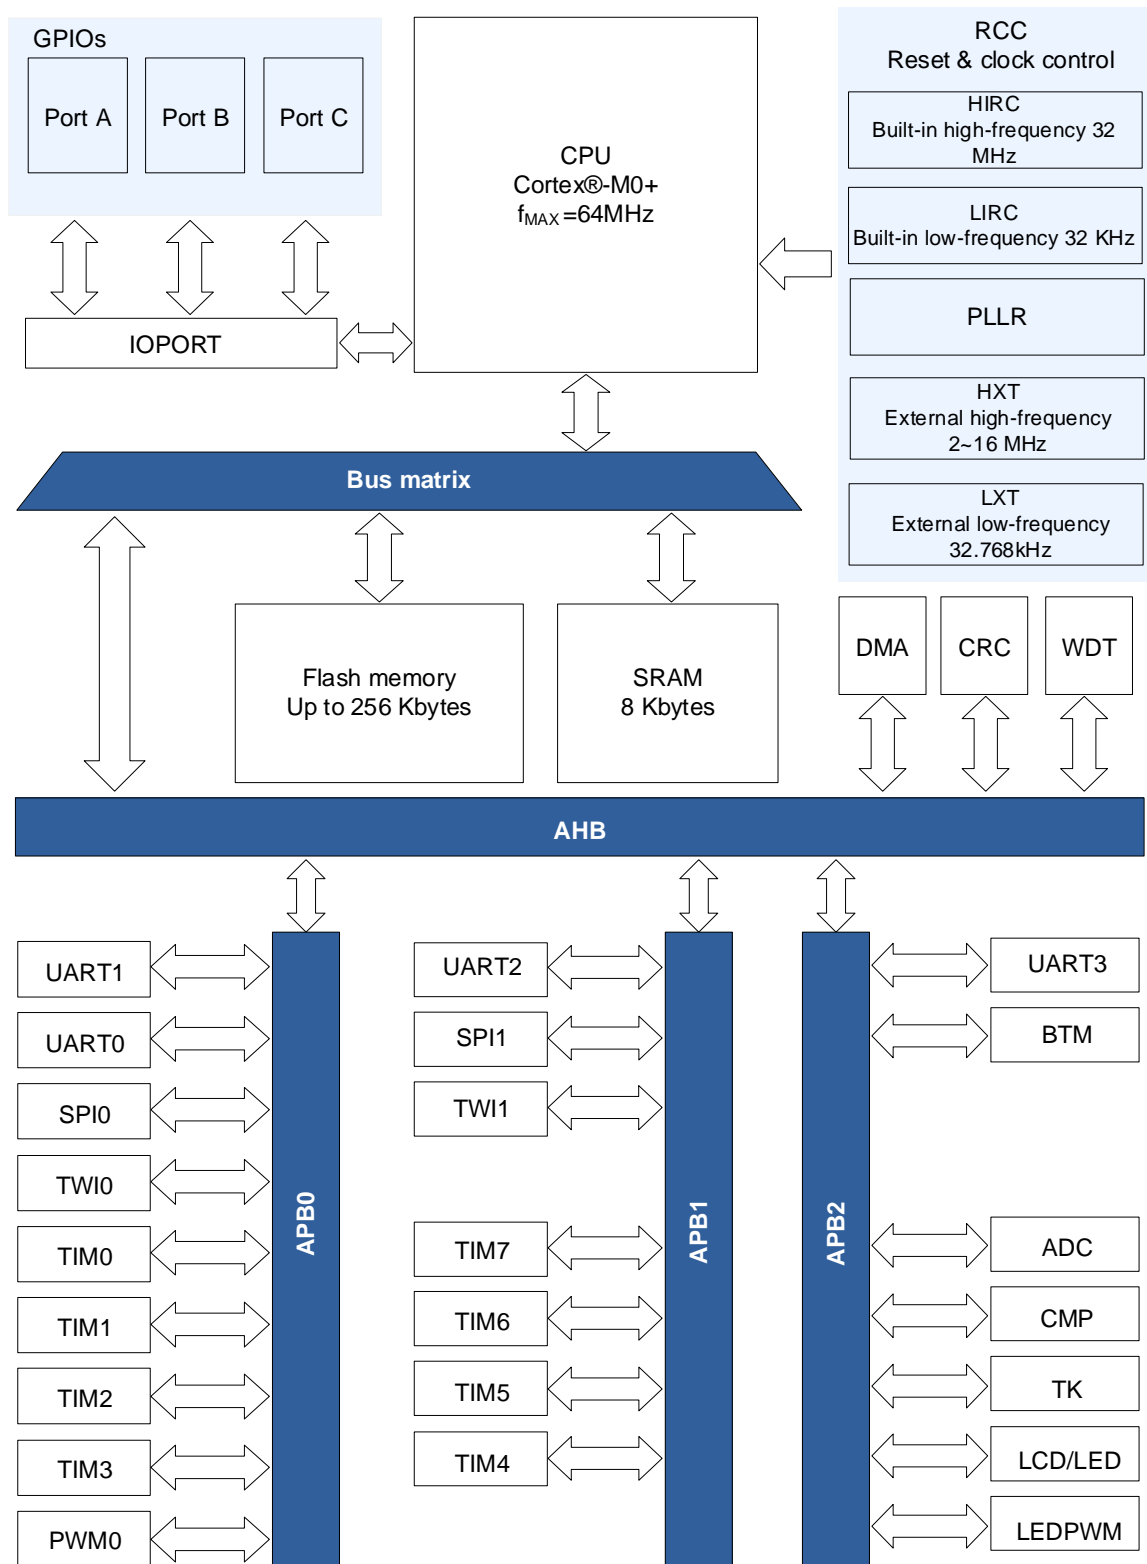 GPIOs
Port A
Port B
Port C
IOPORT
CPU
Cortex®-M0+
fMAX=64MHz
RCC
Reset & clock control
HIRC
Built-in high-frequency 32
MHz
LIRC
Built-in low-frequency 32 KHz
PLLR
HXT
External high-frequency
2~16 MHz
LXT
External low-frequency
32.768kHz
Bus matrix
Flash memory
Up to 256 Kbytes
SRAM
8 Kbytes
DMA
CRC
WDT
AHB
UART1
UART0
SPI0
TWI0
TIM0
TIM1
TIM2
TIM3
PWM0
APB0
UART2
SPI1
TWI1
TIM7
TIM6
TIM5
TIM4
APB1
APB2
UART3
BTM
ADC
CMP
TK
LCD/LED
LEDPWM